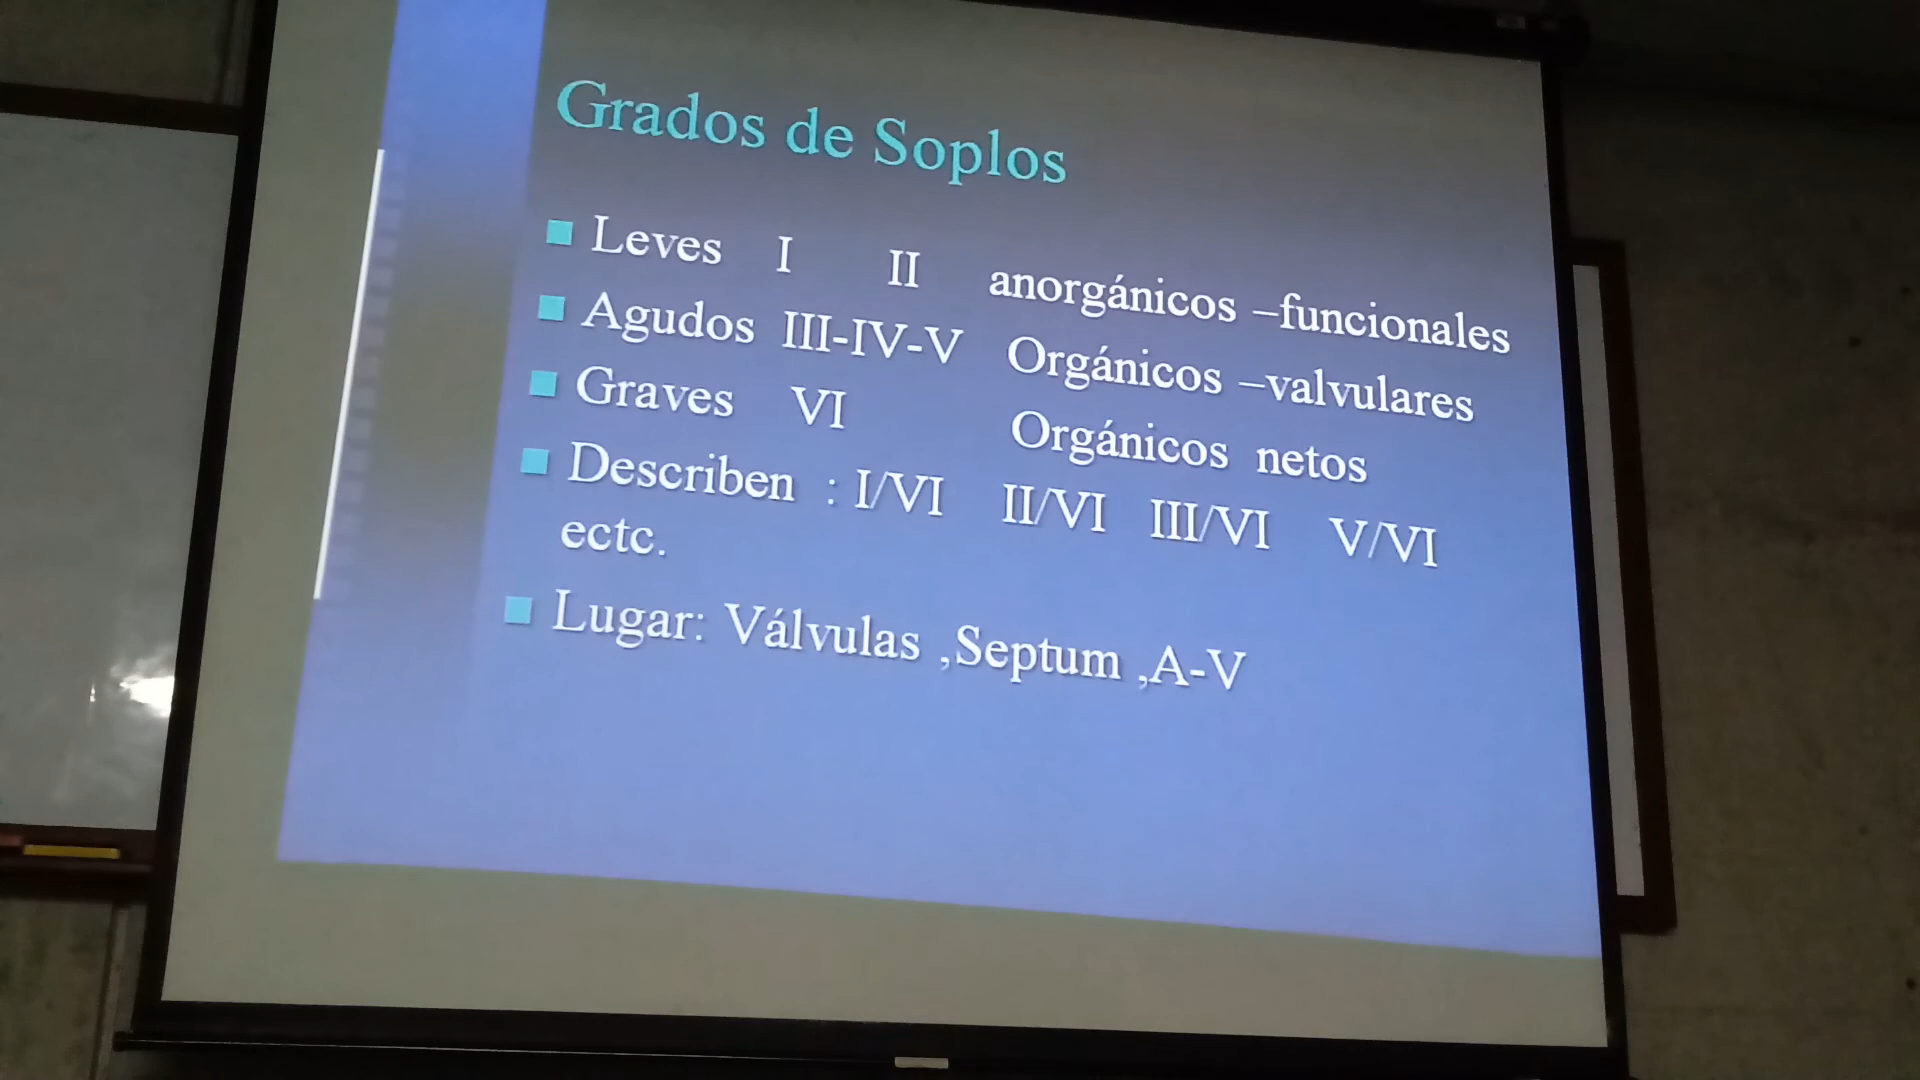 Grados de Soplos
Leves I II anorgánicos –funcionales
Agudos III-IV-V Orgánicos –valvulares
Graves VI Orgánicos netos
Describen : I/VI II/VI III/VI V/VI
ectc.
Lugar: Válvulas ,Septum ,A-V